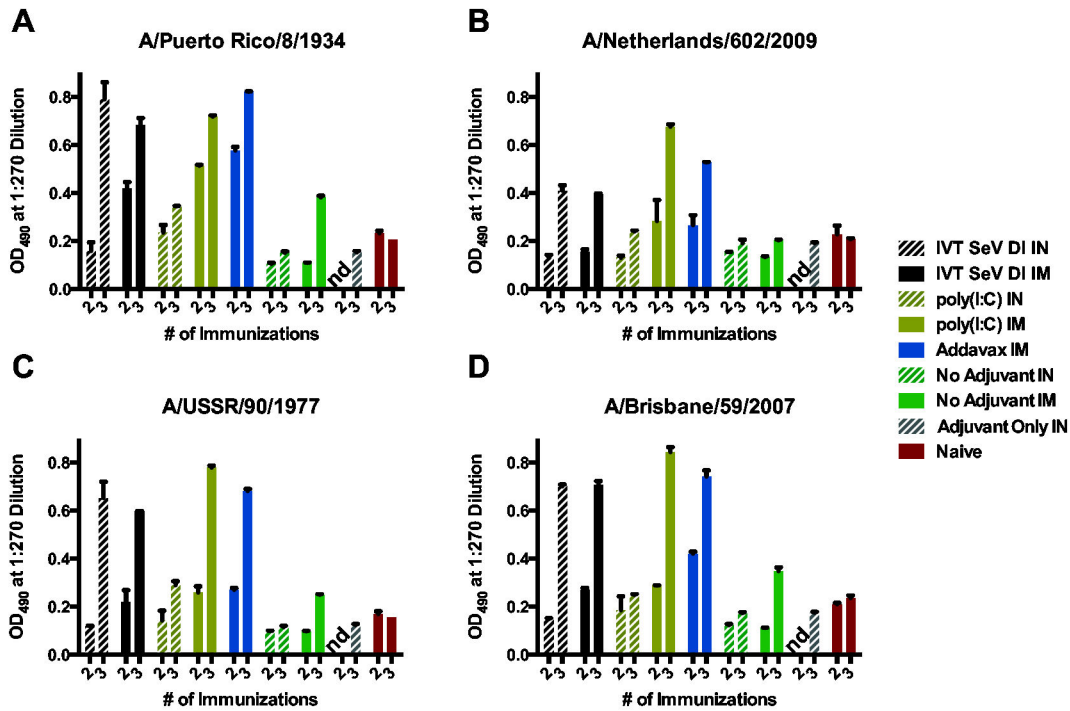 A
A/Puerto Rico/8/1934
OD490 at 1:270 Dilution
0.8
0.6
0.4
0.2
0.0
2 3 2 3 2 3 2 3 2 3 2 3 2 3 nd 2 3 2 3
# of Immunizations
B
A/Netherlands/602/2009
OD490 at 1:270 Dilution
0.8
0.6
0.4
0.2
0.0
2 3 2 3 2 3 2 3 2 3 2 3 2 3 nd 2 3 2 3
# of Immunizations
C
A/USSR/90/1977
OD490 at 1:270 Dilution
0.8
0.6
0.4
0.2
0.0
2 3 2 3 2 3 2 3 2 3 2 3 2 3 nd 2 3 2 3
# of Immunizations
D
A/Brisbane/59/2007
OD490 at 1:270 Dilution
0.8
0.6
0.4
0.2
0.0
2 3 2 3 2 3 2 3 2 3 2 3 2 3 nd 2 3 2 3
# of Immunizations
IVT SeV DI IN
IVT SeV DI IM
poly(I:C) IN
poly(I:C) IM
Addavax IM
No Adjuvant IN
No Adjuvant IM
Adjuvant Only IN
Naive